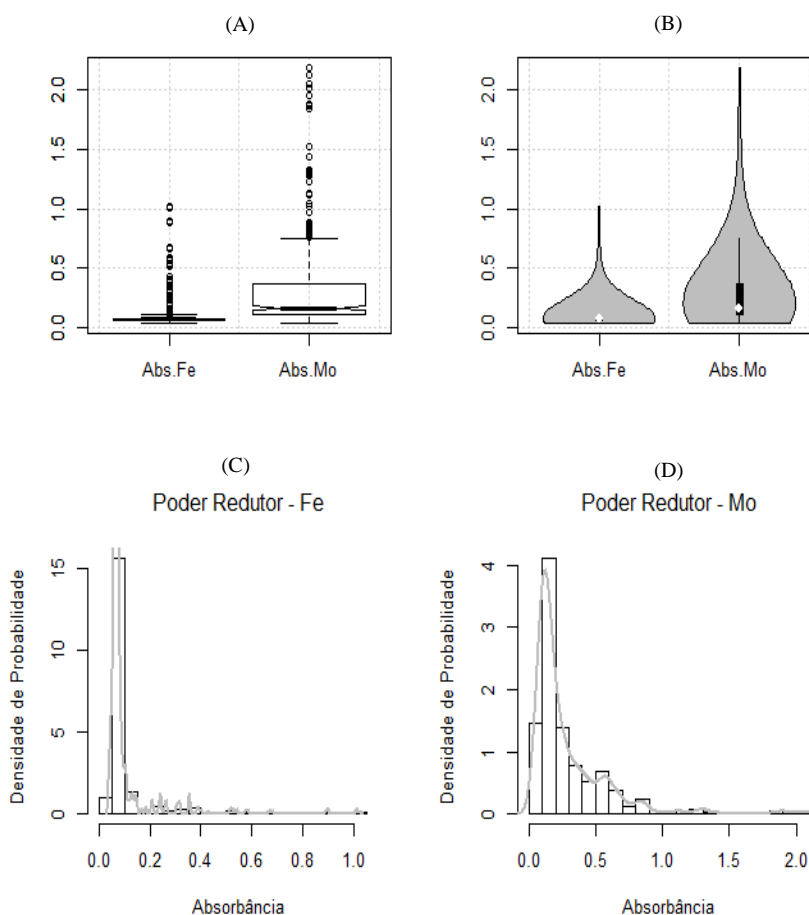 (A)
2.0
1.5
1.0
0.5
0.0
Abs.Fe Abs.Mo
(B)
2.0
1.5
1.0
0.5
0.0
Abs.Fe Abs.Mo
(C)
Poder Redutor - Fe
Densidade de Probabilidade
15
10
5
0
0.0 0.2 0.4 0.6 0.8 1.0
Absorbância
(D)
Poder Redutor - Mo
Densidade de Probabilidade
4
3
2
1
0
0.0 0.5 1.0 1.5 2.0
Absorbância